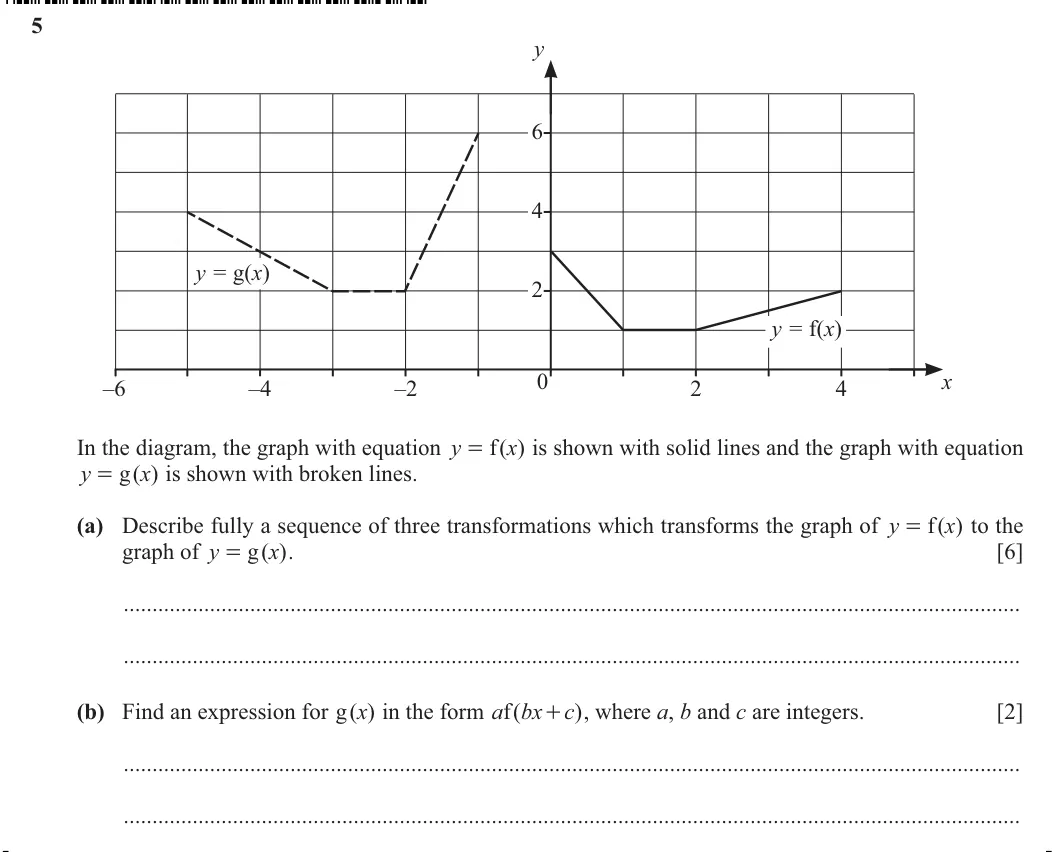 5
y
6
4
y = g(x)
2
y = f(x)
–6
–4
–2
0
2
4
x
In the diagram, the graph with equation y = f(x) is shown with solid lines and the graph with equation
y = g(x) is shown with broken lines.
(a) Describe fully a sequence of three transformations which transforms the graph of y = f(x) to the
graph of y = g(x). [6]
(b) Find an expression for g(x) in the form af(bx + c), where a, b and c are integers. [2]